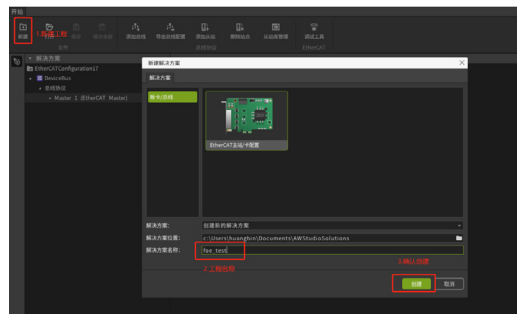 开始
1.新建工程
新建
添加总线
导出总线配置
添加从站
删除站点
从站库管理
调试工具
文件
EtherCAT
解决方案
EtherCATConfiguration17
DeviceBus
总线协议
Master_1 (EtherCAT Master)
新建解决方案
解决方案
板卡/总线
EtherCAT主站/卡配置
解决方案:
创建新的解决方案
解决方案位置:
c:\Users\huangbin\Documents\AWStudioSolutions
解决方案名称:
foe_test
2.工程名称
3.确认创建
创建
取消